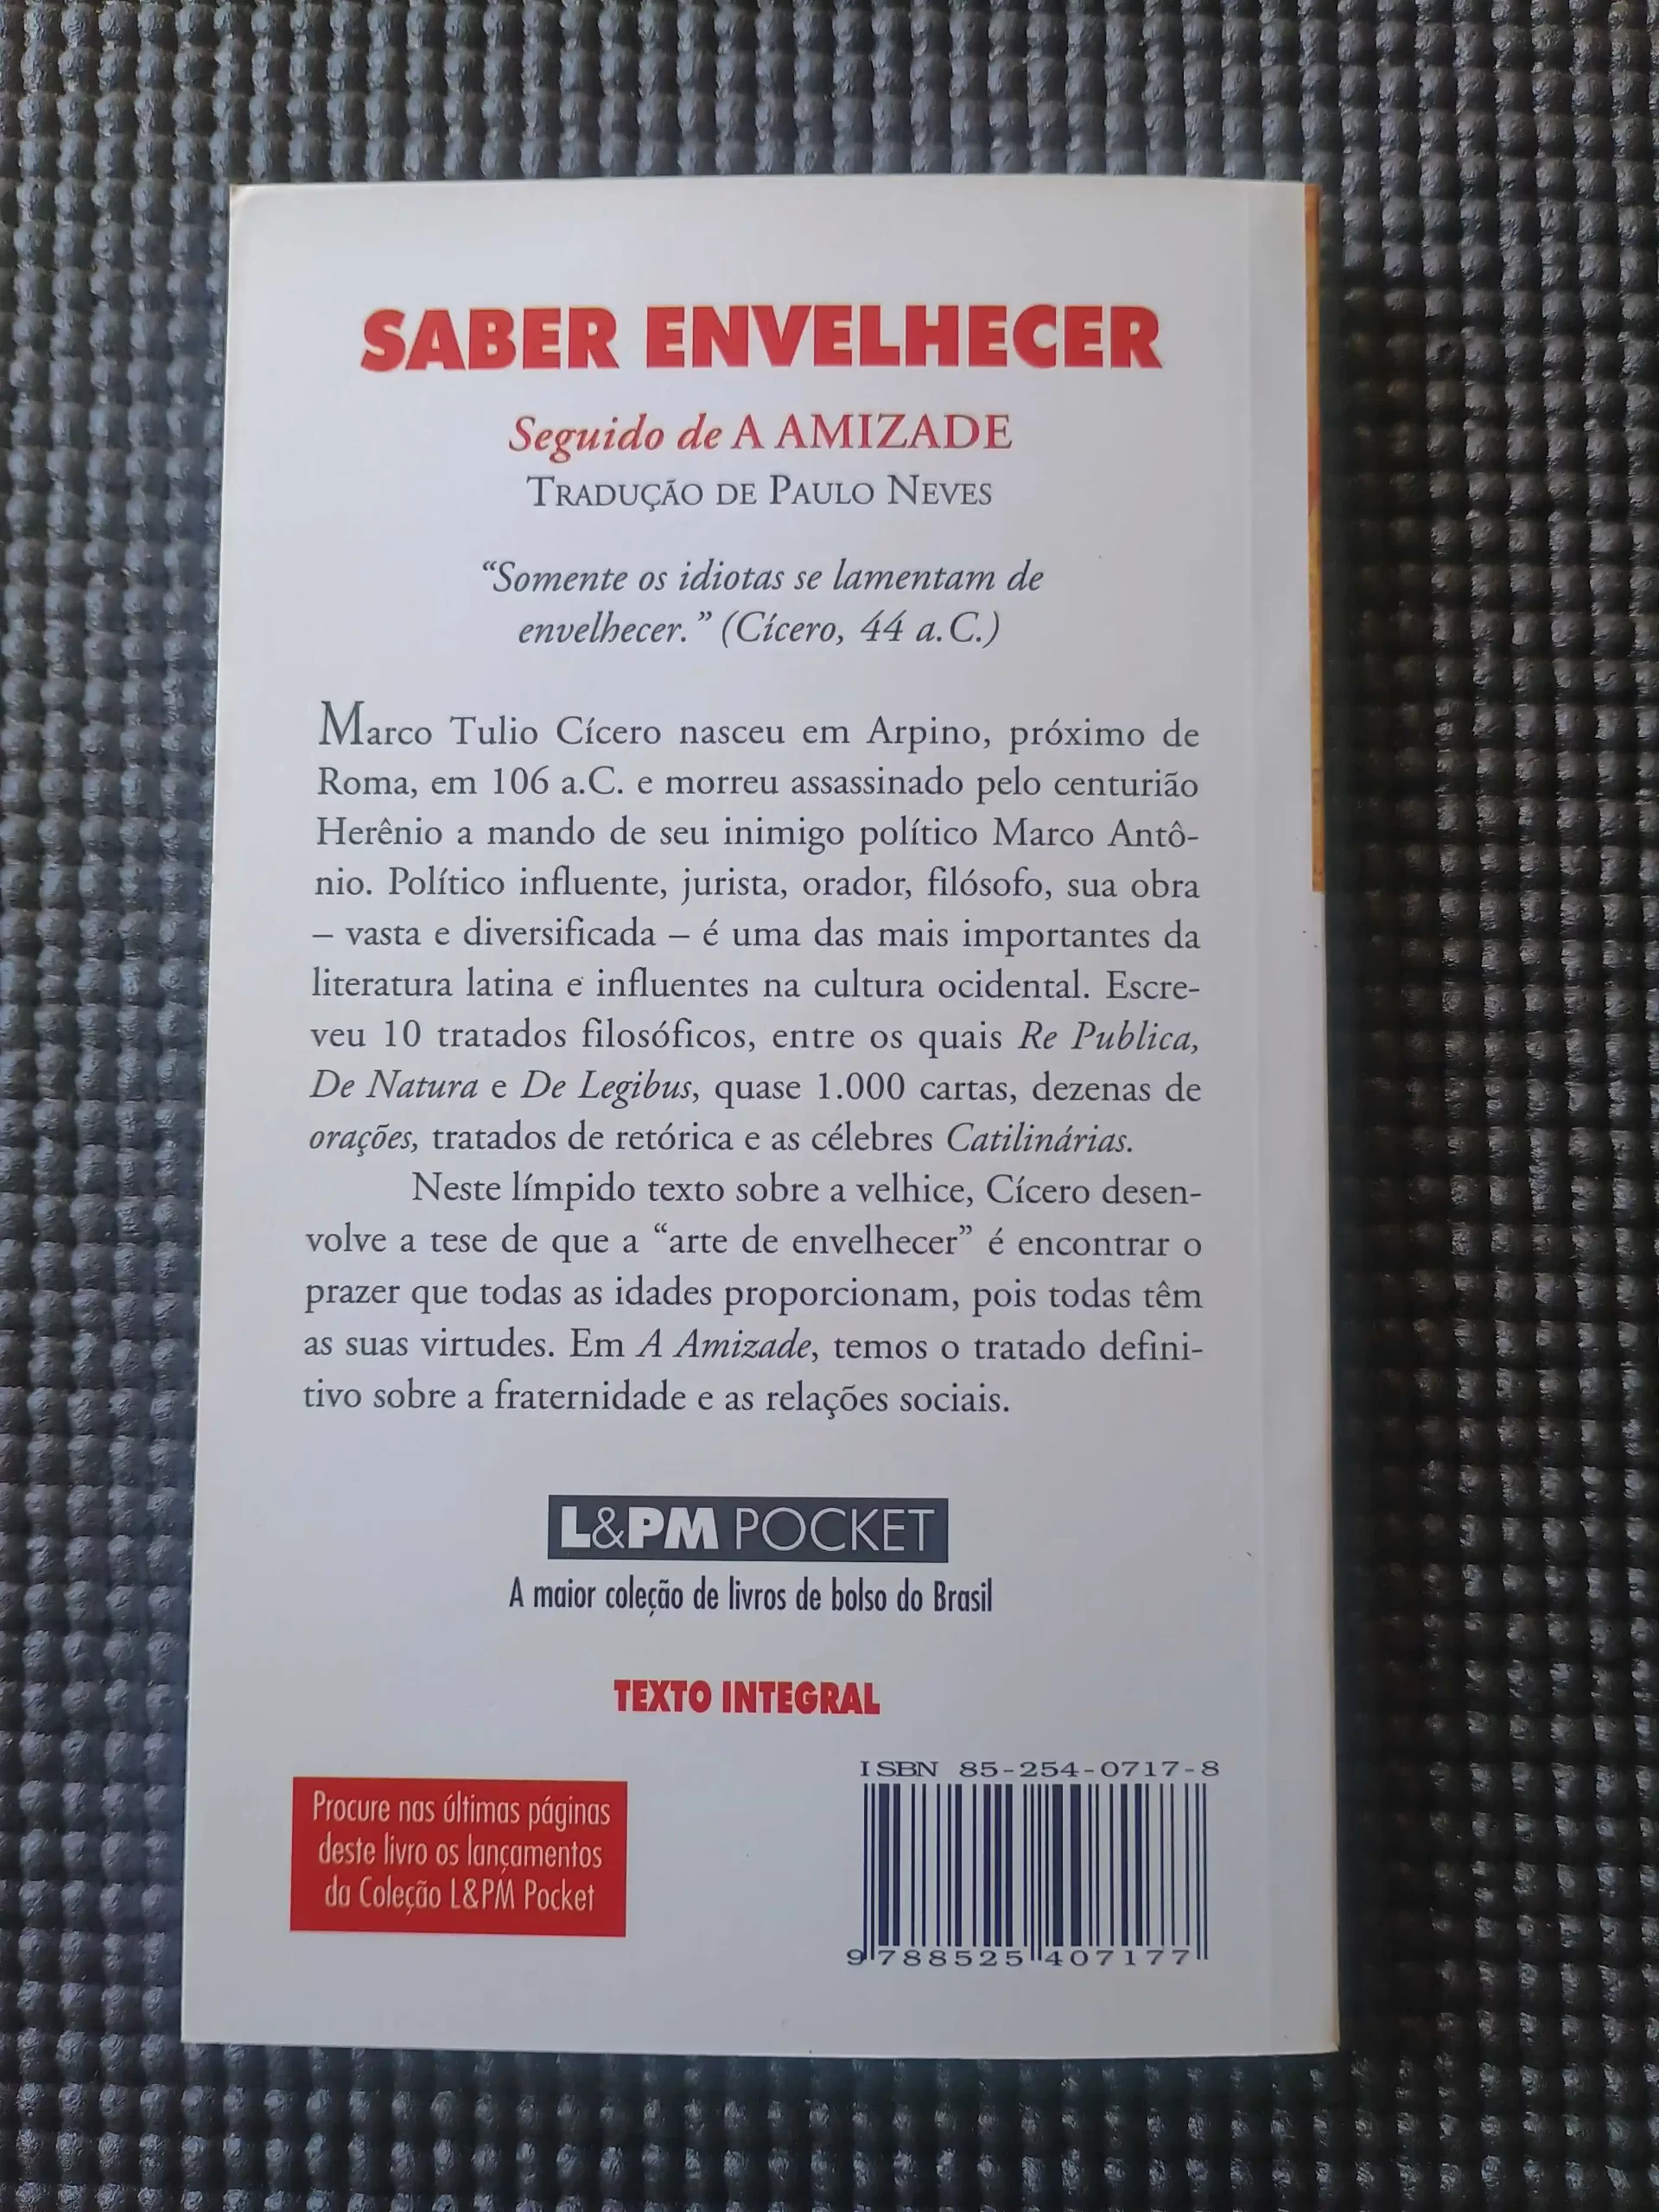 SABER ENVELHECER
Seguido de A AMIZADE
TRADUÇÃO DE PAULO NEVES
“Somente os idiotas se lamentam de
envelhecer.” (Cícero, 44 a.C.)
Marco Tulio Cícero nasceu em Arpino, próximo de
Roma, em 106 a.C. e morreu assassinado pelo centurião
Herênio a mando de seu inimigo político Marco Antô-
nio. Político influente, jurista, orador, filósofo, sua obra
– vasta e diversificada – é uma das mais importantes da
literatura latina e influentes na cultura ocidental. Escre-
veu 10 tratados filosóficos, entre os quais Re Publica,
De Natura e De Legibus, quase 1.000 cartas, dezenas de
orações, tratados de retórica e as célebres Catilinárias.
Neste límpido texto sobre a velhice, Cícero desen-
volve a tese de que a “arte de envelhecer” é encontrar o
prazer que todas as idades proporcionam, pois todas têm
as suas virtudes. Em A Amizade, temos o tratado defini-
tivo sobre a fraternidade e as relações sociais.
L&PM POCKET
A maior coleção de livros de bolso do Brasil
TEXTO INTEGRAL
Procure nas últimas páginas
deste livro os lançamentos
da Coleção L&PM Pocket
ISBN 85-254-0717-8
9 788525 407177